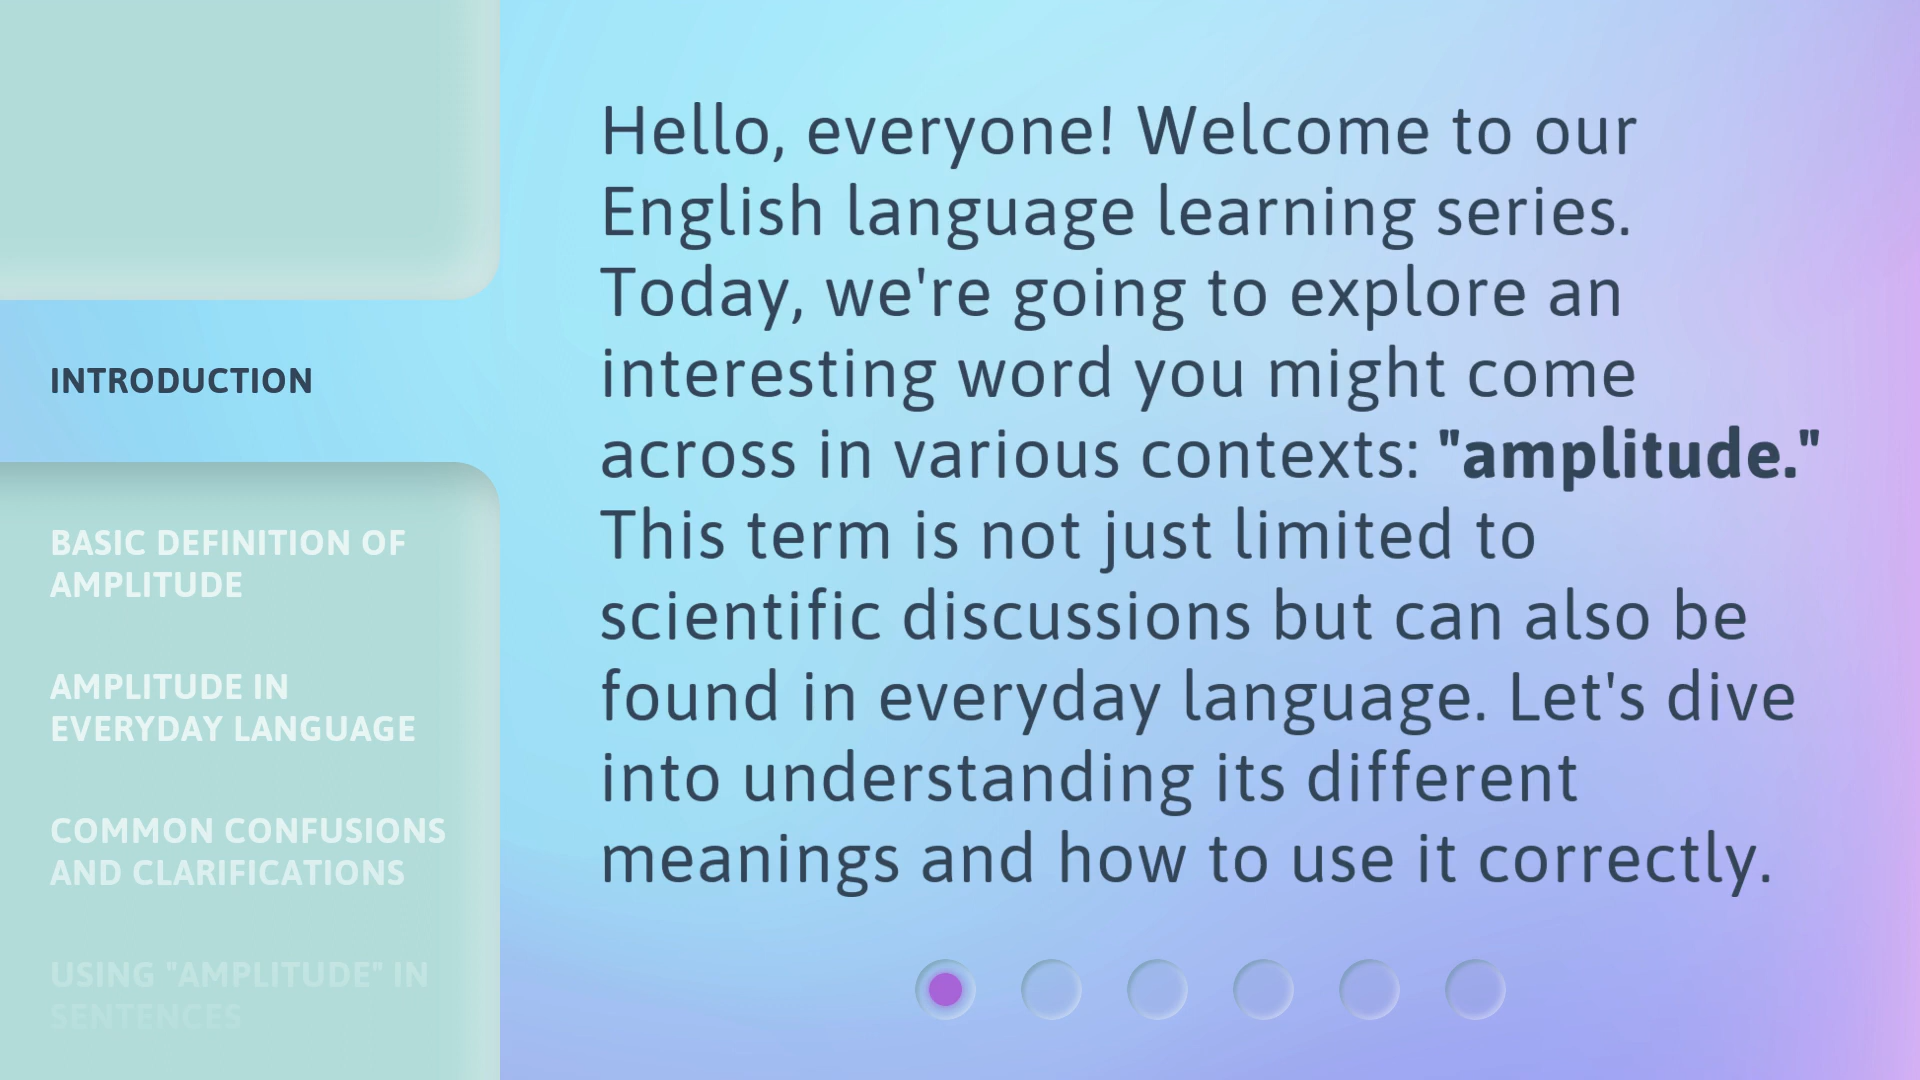 INTRODUCTION
BASIC DEFINITION OF
AMPLITUDE
AMPLITUDE IN
EVERYDAY LANGUAGE
COMMON CONFUSIONS
AND CLARIFICATIONS
USING "AMPLITUDE" IN
SENTENCES
Hello, everyone! Welcome to our
English language learning series.
Today, we're going to explore an
interesting word you might come
across in various contexts: "amplitude."
This term is not just limited to
scientific discussions but can also be
found in everyday language. Let's dive
into understanding its different
meanings and how to use it correctly.